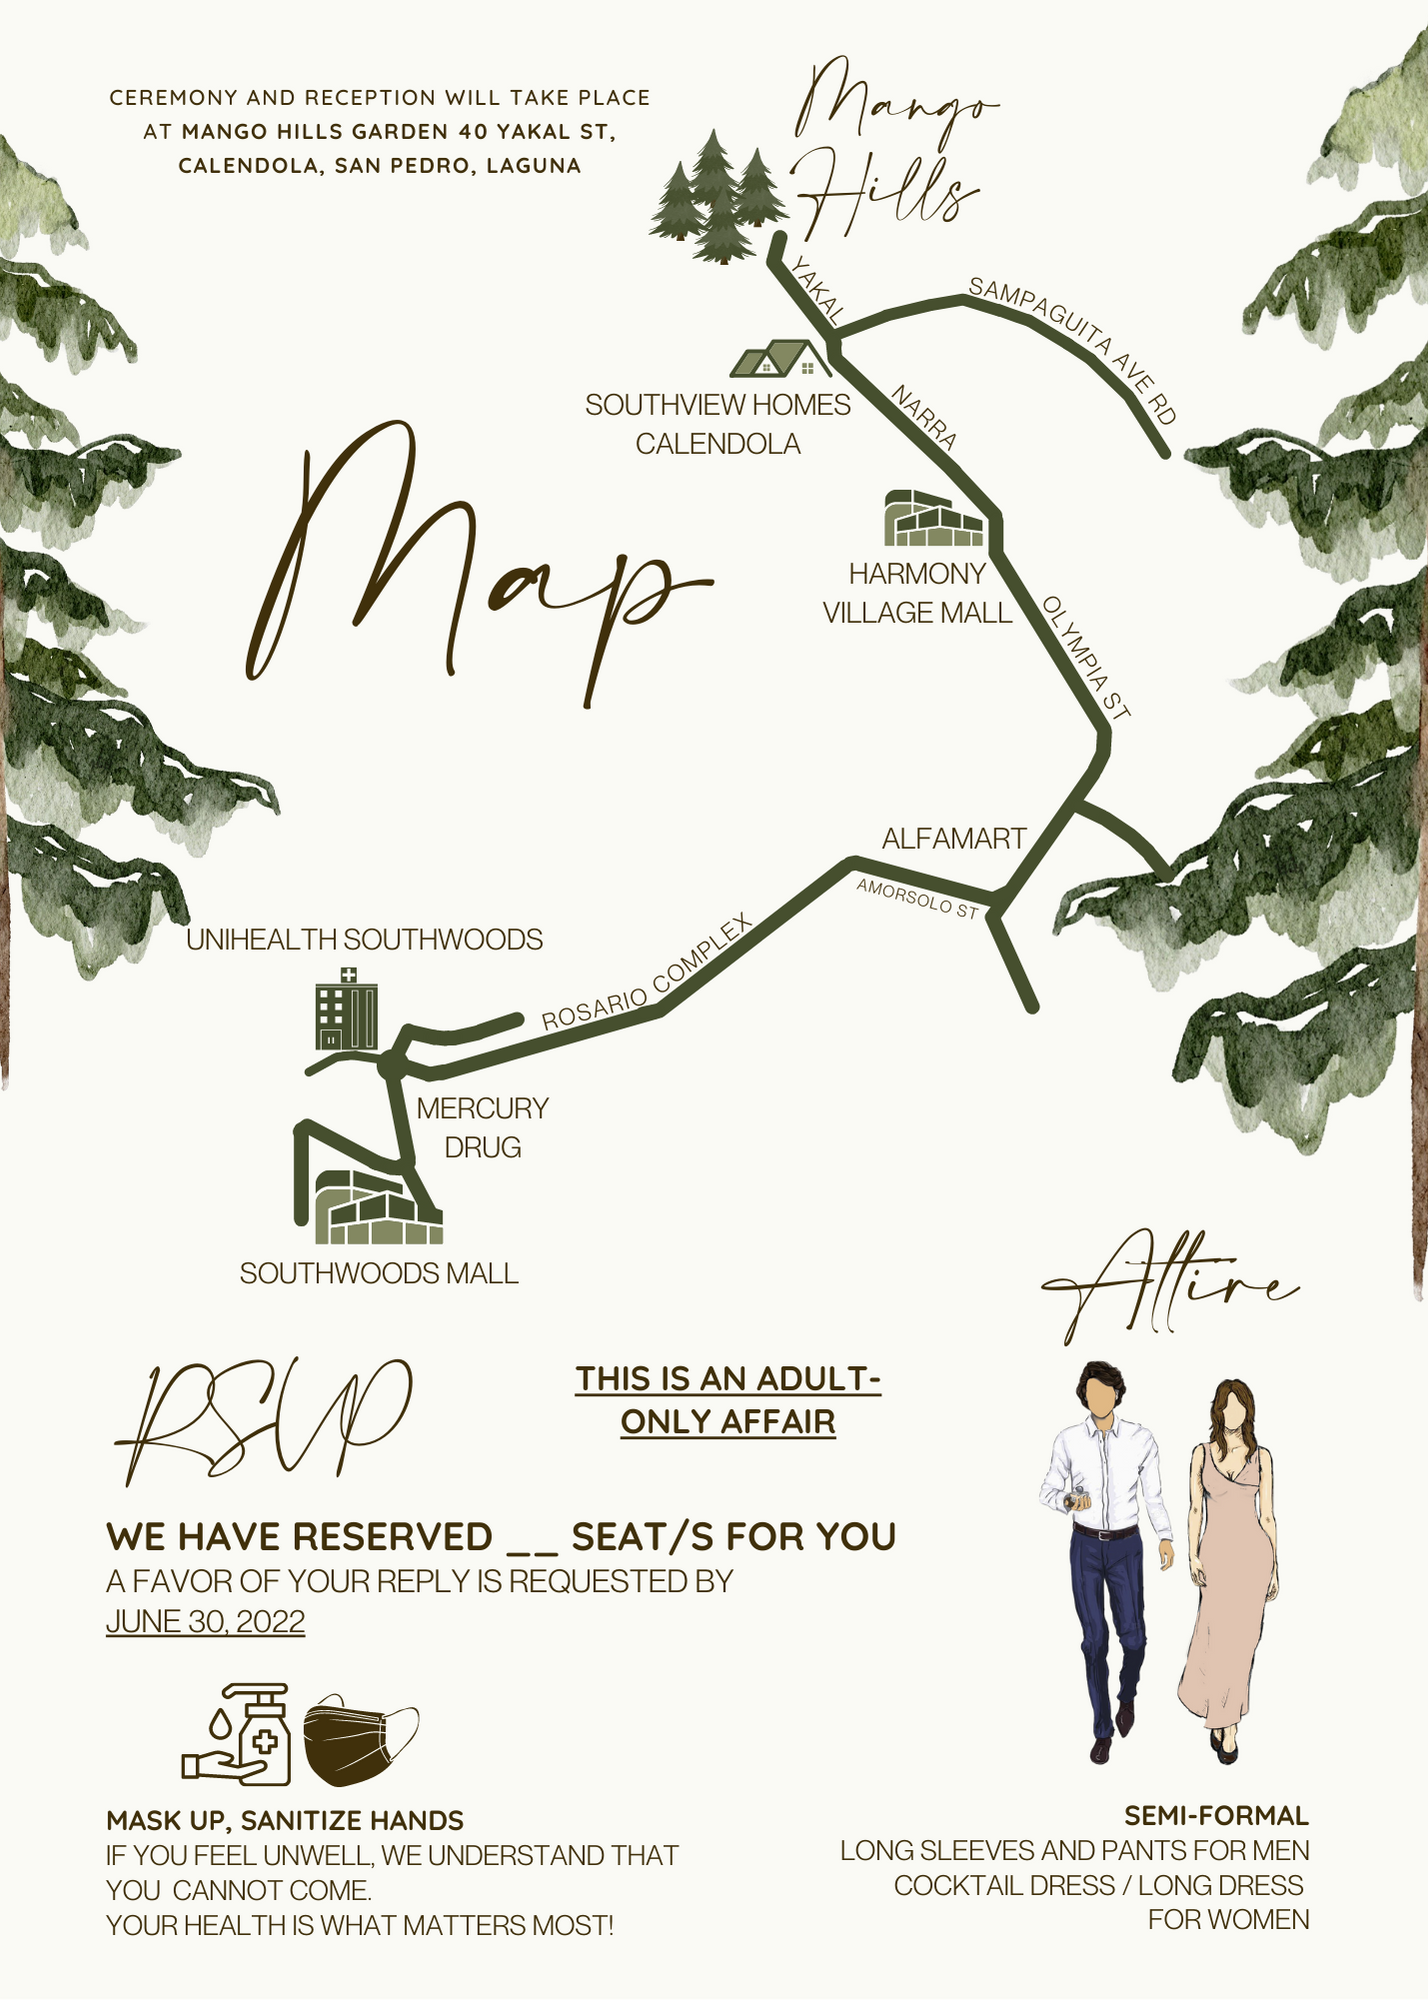 CEREMONY AND RECEPTION WILL TAKE PLACE
AT MANGO HILLS GARDEN 40 YAKAL ST,
CALENDOLA, SAN PEDRO, LAGUNA
Mango
Hills
YAKAL
SAMPAGUITA AVE RD
SOUTHVIEW HOMES
CALENDOLA
NARRA
Map
HARMONY
VILLAGE MALL
OLYMPIA ST
ALFAMART
AMORSOLO ST
UNIHEALTH SOUTHWOODS
ROSARIO COMPLEX
MERCURY
DRUG
SOUTHWOODS MALL
Attire
RSVP
THIS IS AN ADULT-
ONLY AFFAIR
WE HAVE RESERVED __ SEAT/S FOR YOU
A FAVOR OF YOUR REPLY IS REQUESTED BY
JUNE 30, 2022
MASK UP, SANITIZE HANDS
IF YOU FEEL UNWELL, WE UNDERSTAND THAT
YOU  CANNOT COME.
YOUR HEALTH IS WHAT MATTERS MOST!
SEMI-FORMAL
LONG SLEEVES AND PANTS FOR MEN
COCKTAIL DRESS / LONG DRESS
FOR WOMEN